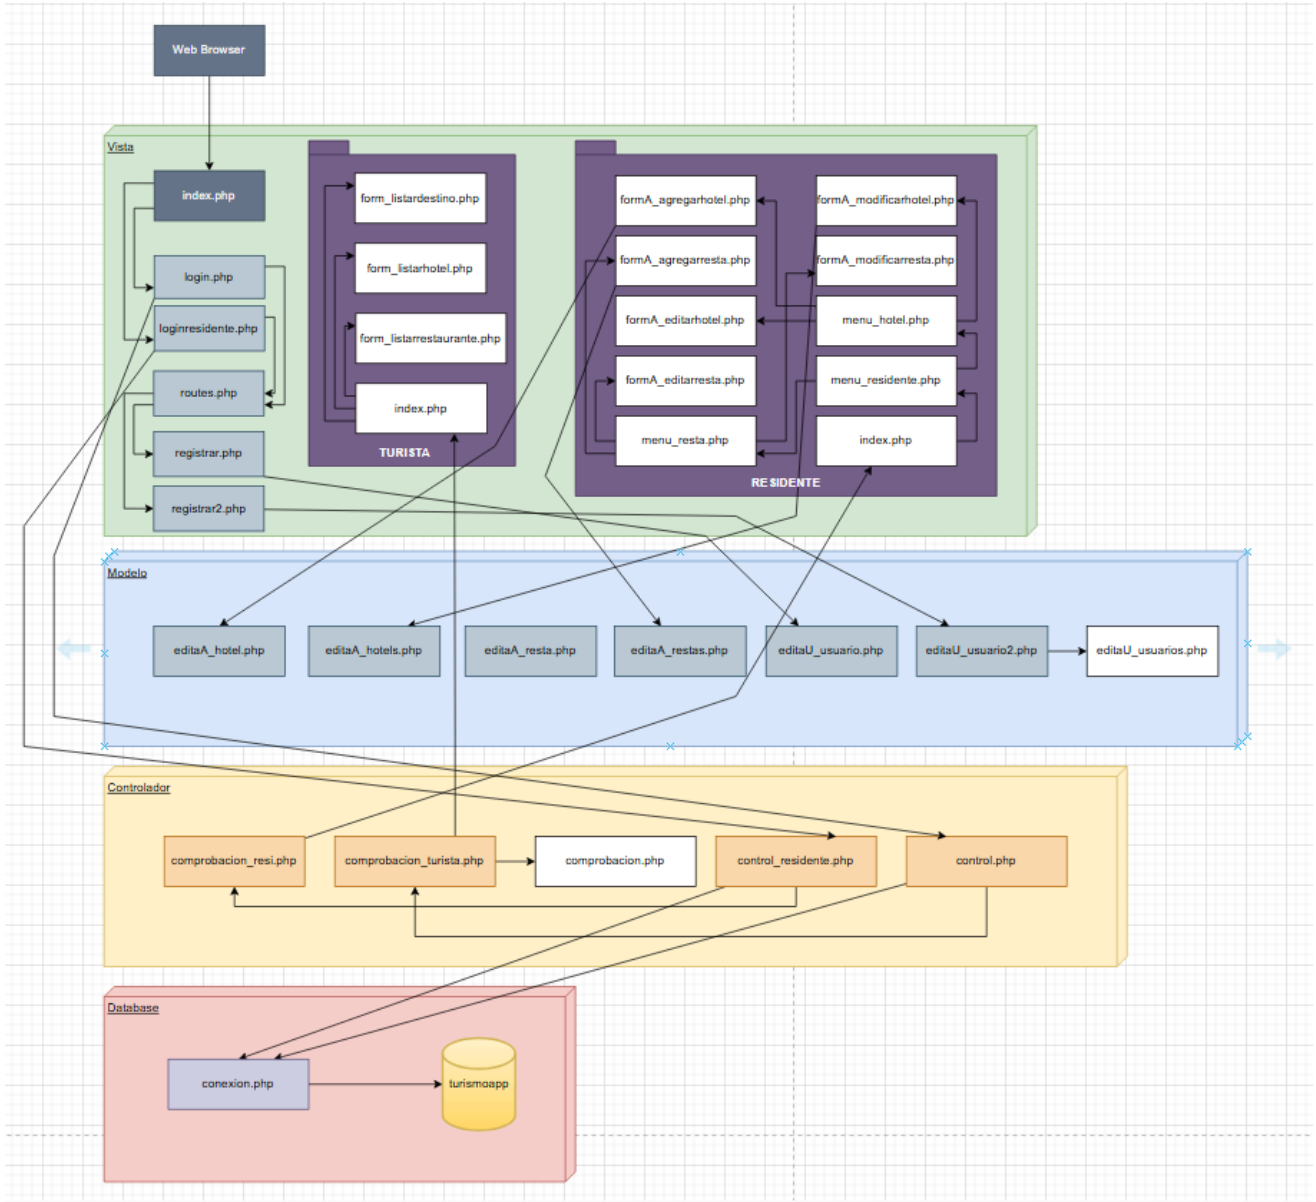 Web Browser
Vista
index.php
login.php
loginresidente.php
routes.php
registrar.php
registrar2.php
form_listardestino.php
form_listarhotel.php
form_listarrestaurante.php
index.php
TURISTA
formA_agregarhotel.php
formA_modificarhotel.php
formA_agregarresta.php
formA_modificarresta.php
formA_editarhotel.php
menu_hotel.php
formA_editarresta.php
menu_residente.php
menu_resta.php
index.php
RESIDENTE
Modelo
editaA_hotel.php
editaA_hotels.php
editaA_resta.php
editaA_restas.php
editaU_usuario.php
editaU_usuario2.php
editaU_usuarios.php
Controlador
comprobacion_resi.php
comprobacion_turista.php
comprobacion.php
control_residente.php
control.php
Database
conexion.php
turismoapp